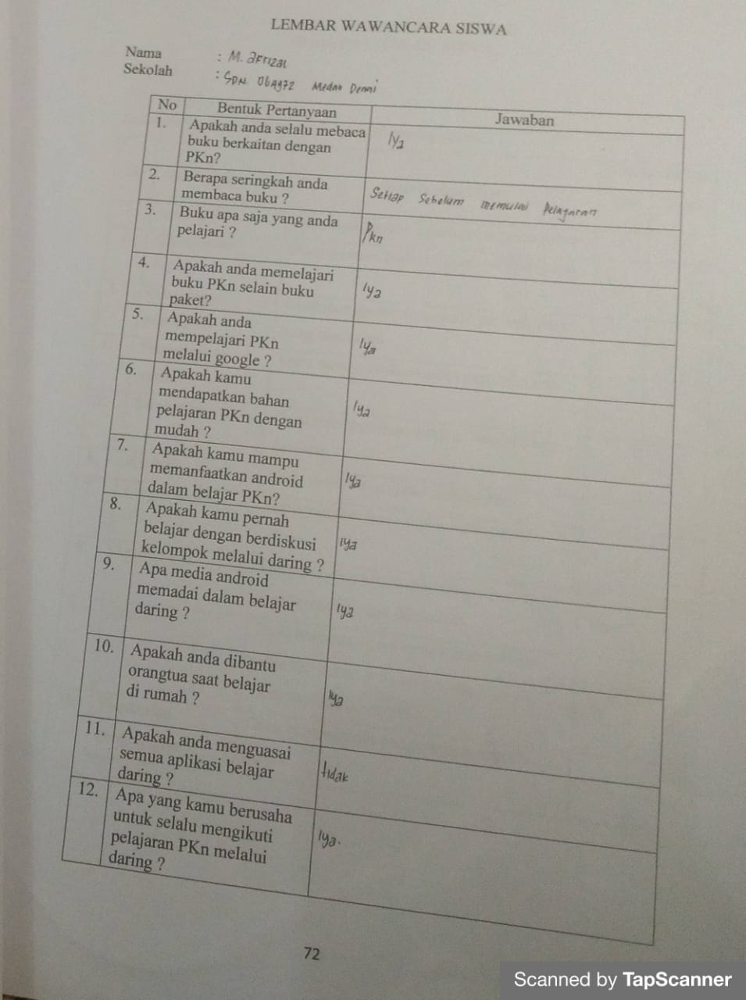 LEMBAR WAWANCARA SISWA
Nama : M. afrizal
Sekolah : SDN. 064972 Medan Denai
No Bentuk Pertanyaan Jawaban
1. Apakah anda selalu mebaca
buku berkaitan dengan
PKn?
Iya
2. Berapa seringkah anda
membaca buku ?
Setiap Sebelum memulai Pelajaran
3. Buku apa saja yang anda
pelajari ?
Pkn
4. Apakah anda memelajari
buku PKn selain buku
paket?
Iya
5. Apakah anda
mempelajari PKn
melalui google ?
Iya
6. Apakah kamu
mendapatkan bahan
pelajaran PKn dengan
mudah ?
Iya
7. Apakah kamu mampu
memanfaatkan android
dalam belajar PKn?
Iya
8. Apakah kamu pernah
belajar dengan berdiskusi
kelompok melalui daring ?
iya
9. Apa media android
memadai dalam belajar
daring ?
Iya
10. Apakah anda dibantu
orangtua saat belajar
di rumah ?
Iya
11. Apakah anda menguasai
semua aplikasi belajar
daring ?
tidak
12. Apa yang kamu berusaha
untuk selalu mengikuti
pelajaran PKn melalui
daring ?
Iya.
72
Scanned by TapScanner